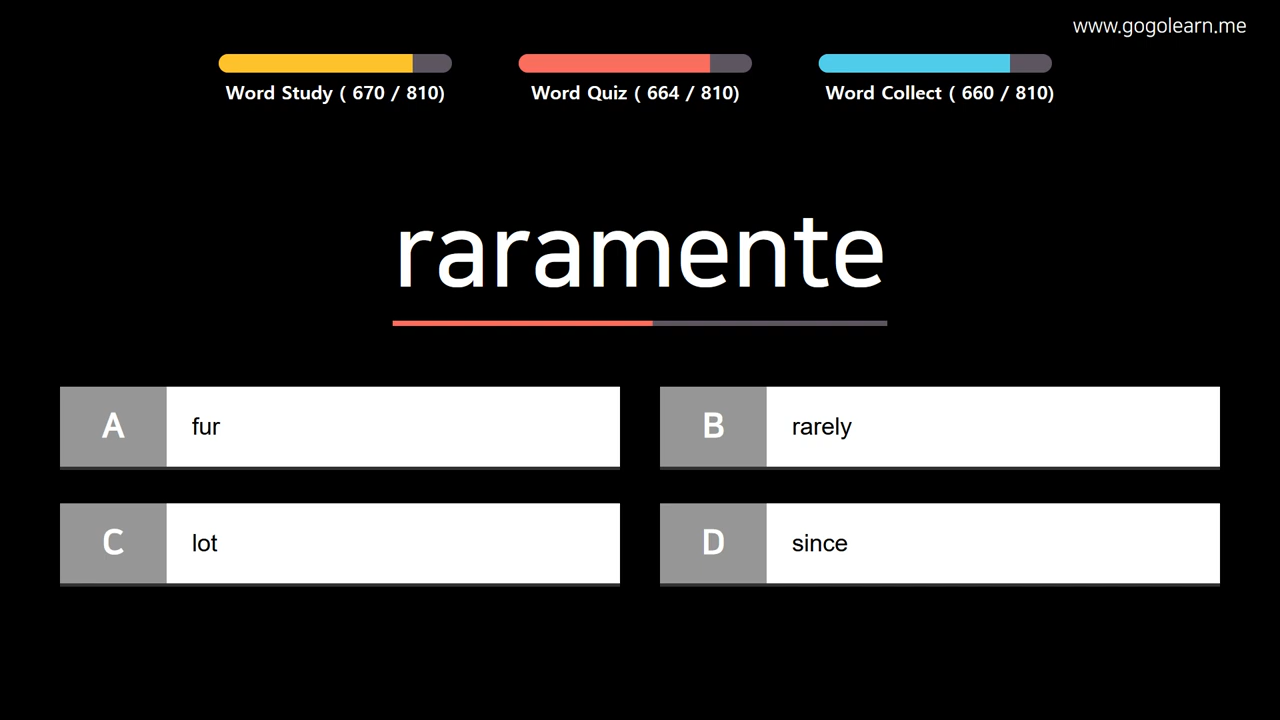 www.gogolearn.me
Word Study ( 670 / 810)
Word Quiz ( 664 / 810)
Word Collect ( 660 / 810)
raramente
A fur
B rarely
C lot
D since